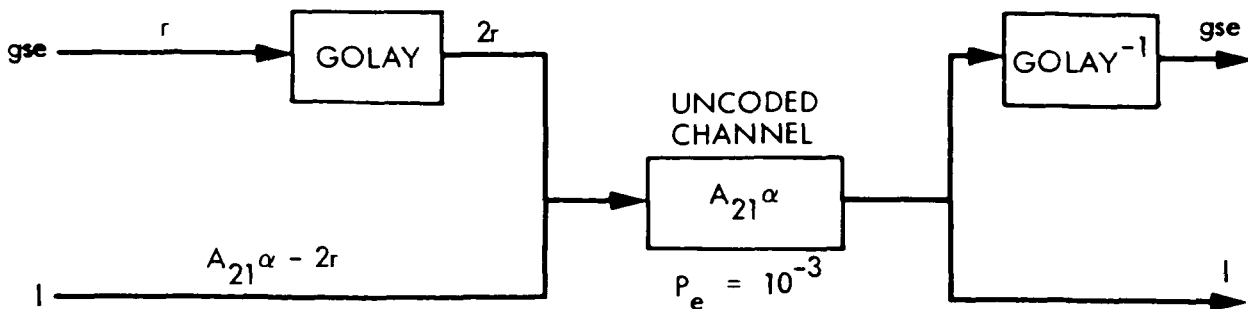 gse
r
GOLAY
2r
UNCODED
CHANNEL
A₂₁α
Pₑ = 10⁻³
A₂₁α - 2r
I
GOLAY⁻¹
gse
I